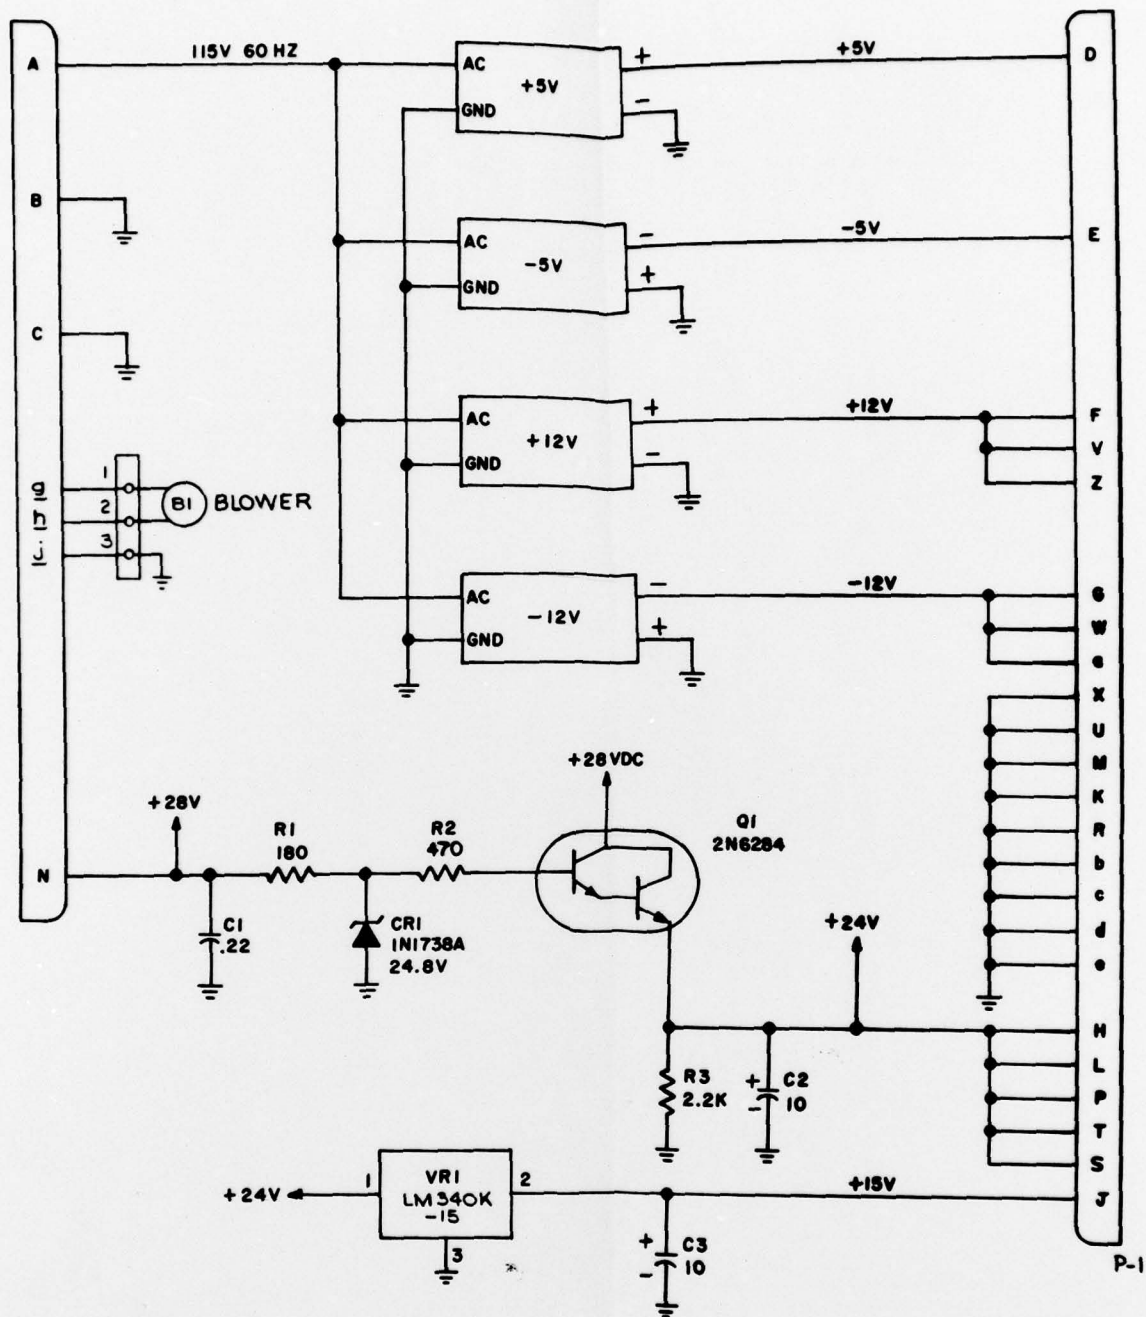 A
115V 60 HZ
AC
+5V
GND
+
-
+5V
D
B
AC
-5V
GND
-
+
-5V
E
C
AC
+12V
GND
+
-
+12V
F
V
Z
1
2
3
B1
BLOWER
AC
-12V
GND
-
+
-12V
G
W
a
X
U
M
K
R
b
c
d
e
+28V
N
R1
180
R2
470
C1
.22
CR1
1N1738A
24.8V
+28VDC
Q1
2N6284
+24V
H
L
P
T
S
R3
2.2K
+
-
C2
10
+24V
1
VR1
LM340K
-15
2
3
+15V
J
+
-
C3
10
P-1